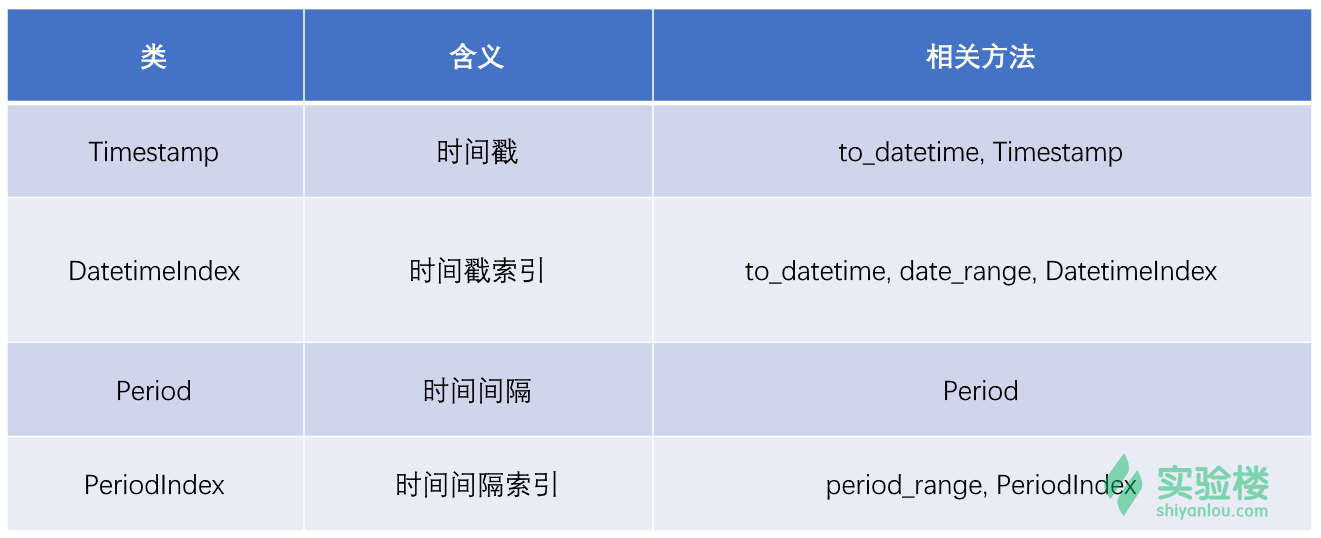 类 含义 相关方法
Timestamp 时间戳 to_datetime, Timestamp
DatetimeIndex 时间戳索引 to_datetime, date_range, DatetimeIndex
Period 时间间隔 Period
PeriodIndex 时间间隔索引 period_range, PeriodIndex
实验楼
shiyanlou.com